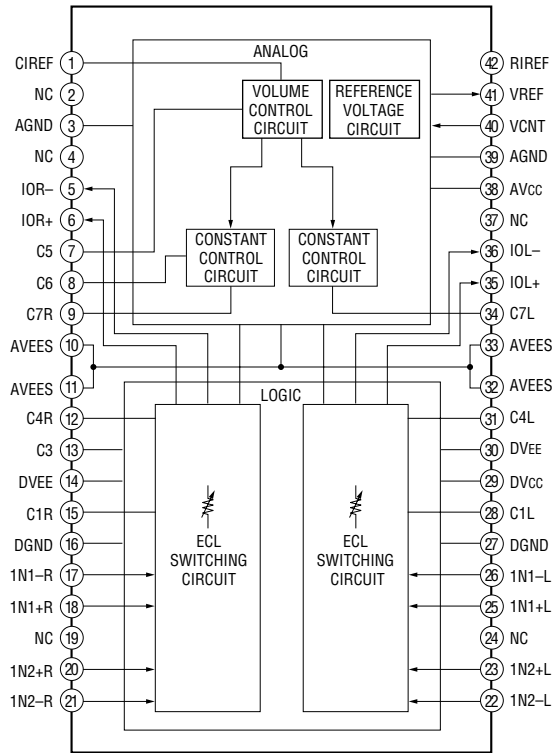 ANALOG
CIREF 1
NC 2
AGND 3
NC 4
IOR– 5
IOR+ 6
C5 7
C6 8
C7R 9
AVEES 10
AVEES 11
C4R 12
C3 13
DVEE 14
C1R 15
DGND 16
1N1–R 17
1N1+R 18
NC 19
1N2+R 20
1N2–R 21
VOLUME
CONTROL
CIRCUIT
REFERENCE
VOLTAGE
CIRCUIT
CONSTANT
CONTROL
CIRCUIT
CONSTANT
CONTROL
CIRCUIT
LOGIC
ECL
SWITCHING
CIRCUIT
ECL
SWITCHING
CIRCUIT
42 RIREF
41 VREF
40 VCNT
39 AGND
38 AVCC
37 NC
36 IOL–
35 IOL+
34 C7L
33 AVEES
32 AVEES
31 C4L
30 DVEE
29 DVCC
28 C1L
27 DGND
26 1N1–L
25 1N1+L
24 NC
23 1N2+L
22 1N2–L